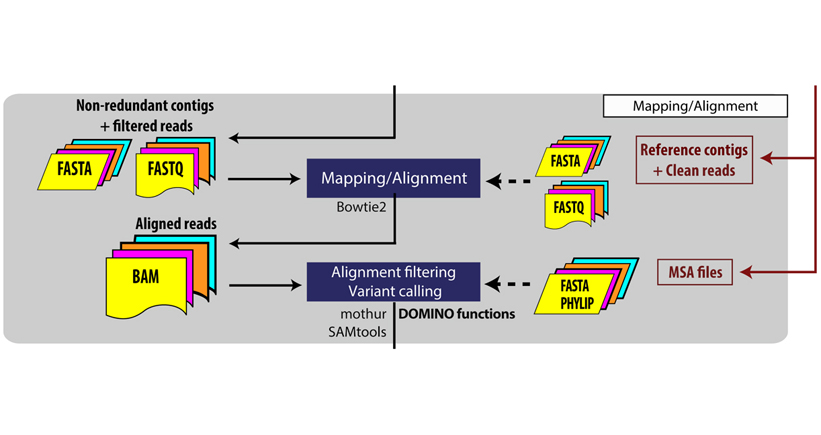 Non-redundant contigs
+ filtered reads
FASTA
FASTQ
Mapping/Alignment
Mapping/Alignment
Bowtie2
FASTA
FASTQ
Reference contigs
+ Clean reads
Aligned reads
BAM
Alignment filtering
Variant calling
mothur
SAMtools
DOMINO functions
FASTA
PHYLIP
MSA files